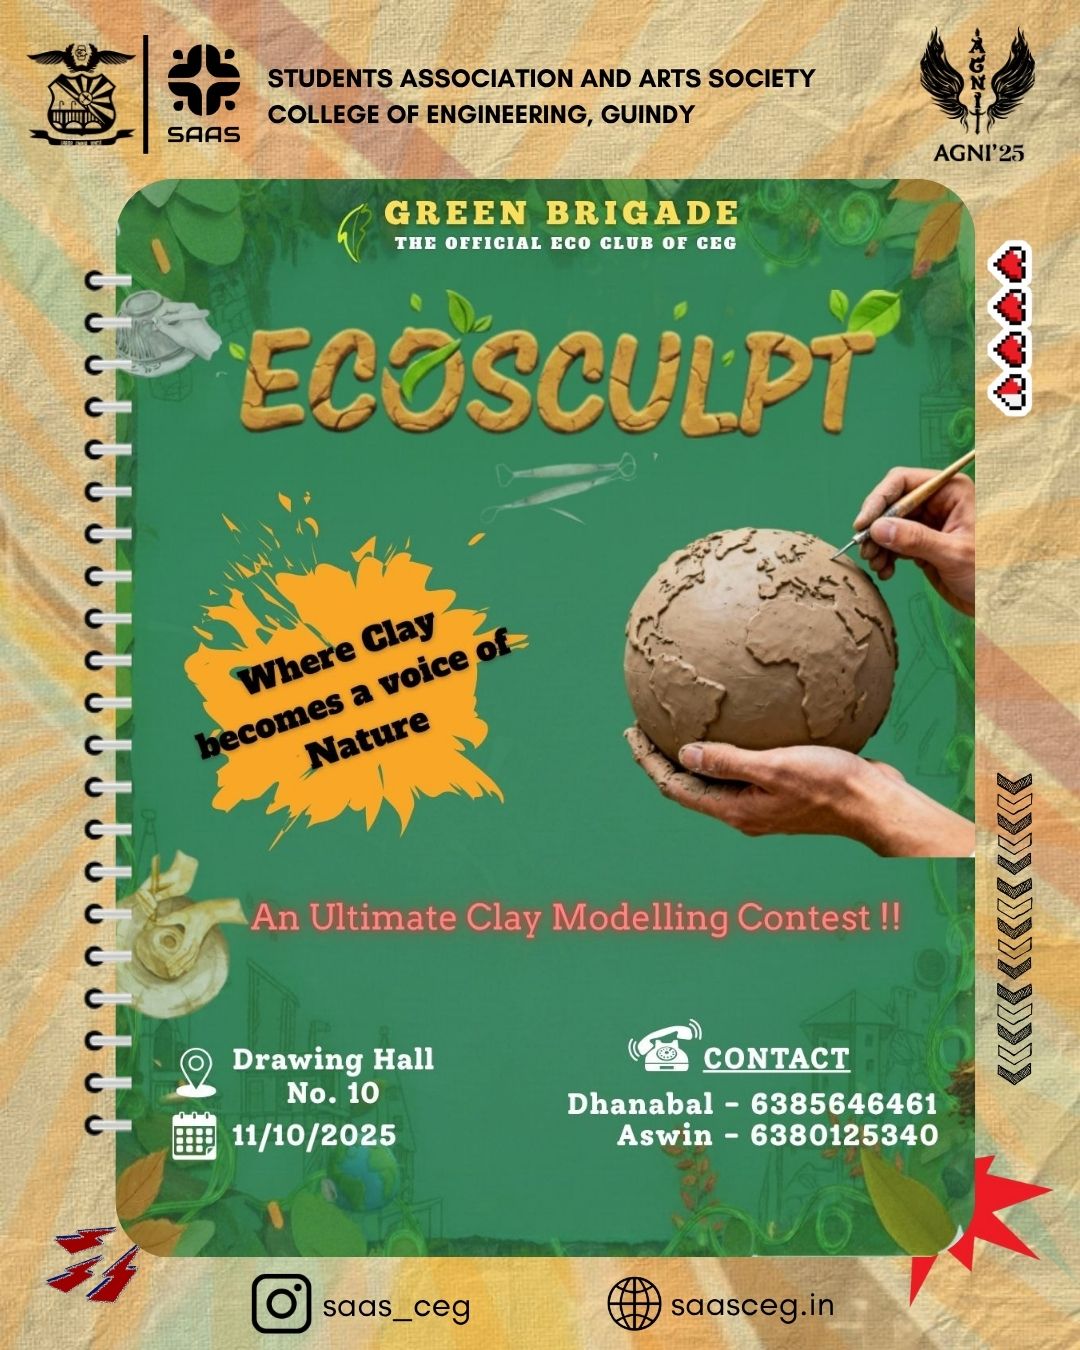 SAAS
STUDENTS ASSOCIATION AND ARTS SOCIETY
COLLEGE OF ENGINEERING, GUINDY
AGNI
AGNI'25
GREEN BRIGADE
THE OFFICIAL ECO CLUB OF CEG
ECOSCULPT
Where Clay
becomes a voice of
Nature
An Ultimate Clay Modelling Contest !!
Drawing Hall
No. 10
11/10/2025
CONTACT
Dhanabal - 6385646461
Aswin - 6380125340
saas_ceg
saasceg.in